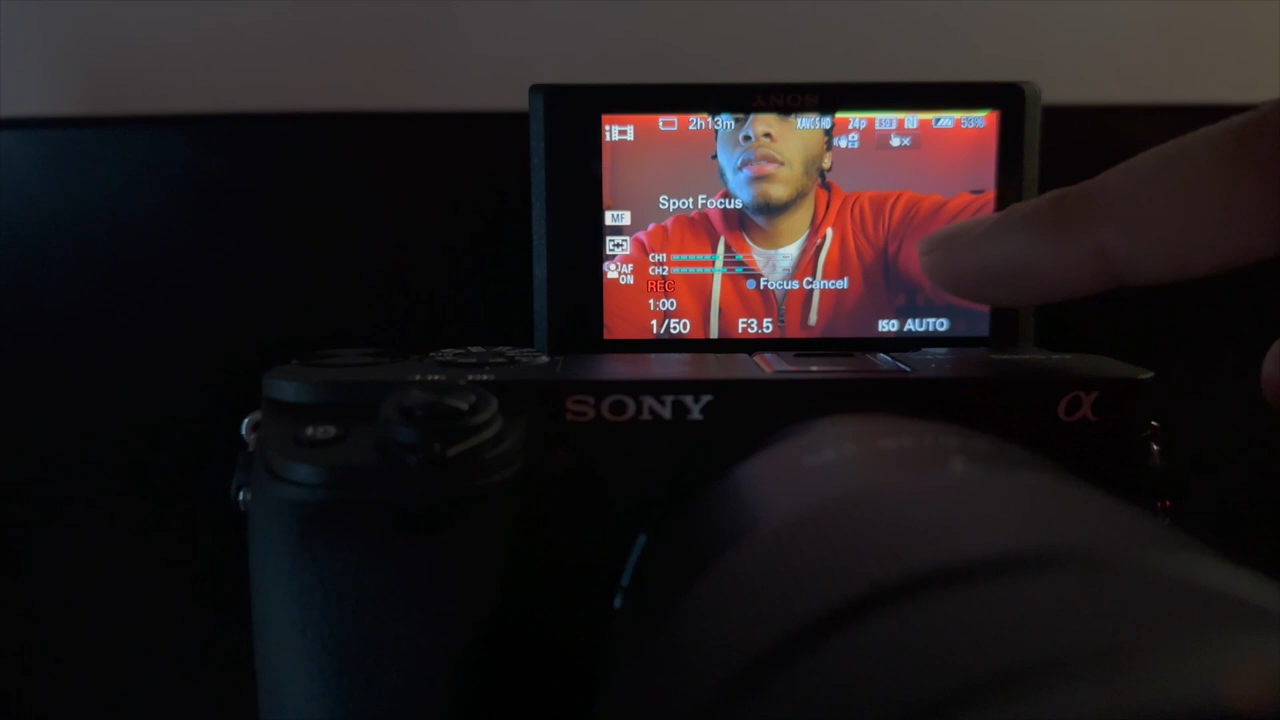 SONY
2h13m XAVC S HD 24p 53%
Spot Focus
MF
AF
ON
CH1
CH2
REC
Focus Cancel
1:00
1/50 F3.5 ISO AUTO
SONY α